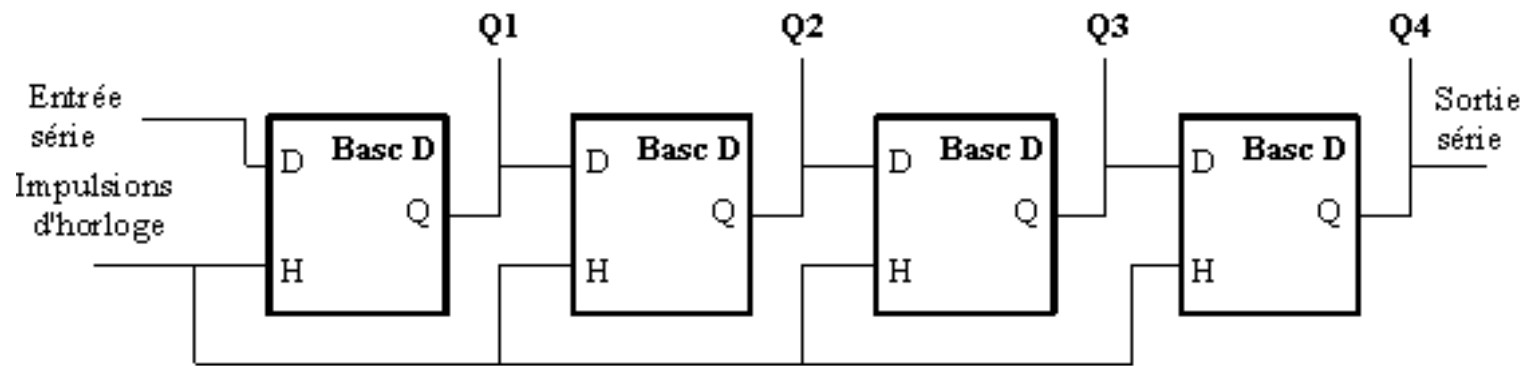 Q1 Q2 Q3 Q4
Entrée
série
Sortie
série
Basc D Basc D Basc D Basc D
D D D D
Impulsions
d'horloge
Q Q Q Q
H H H H